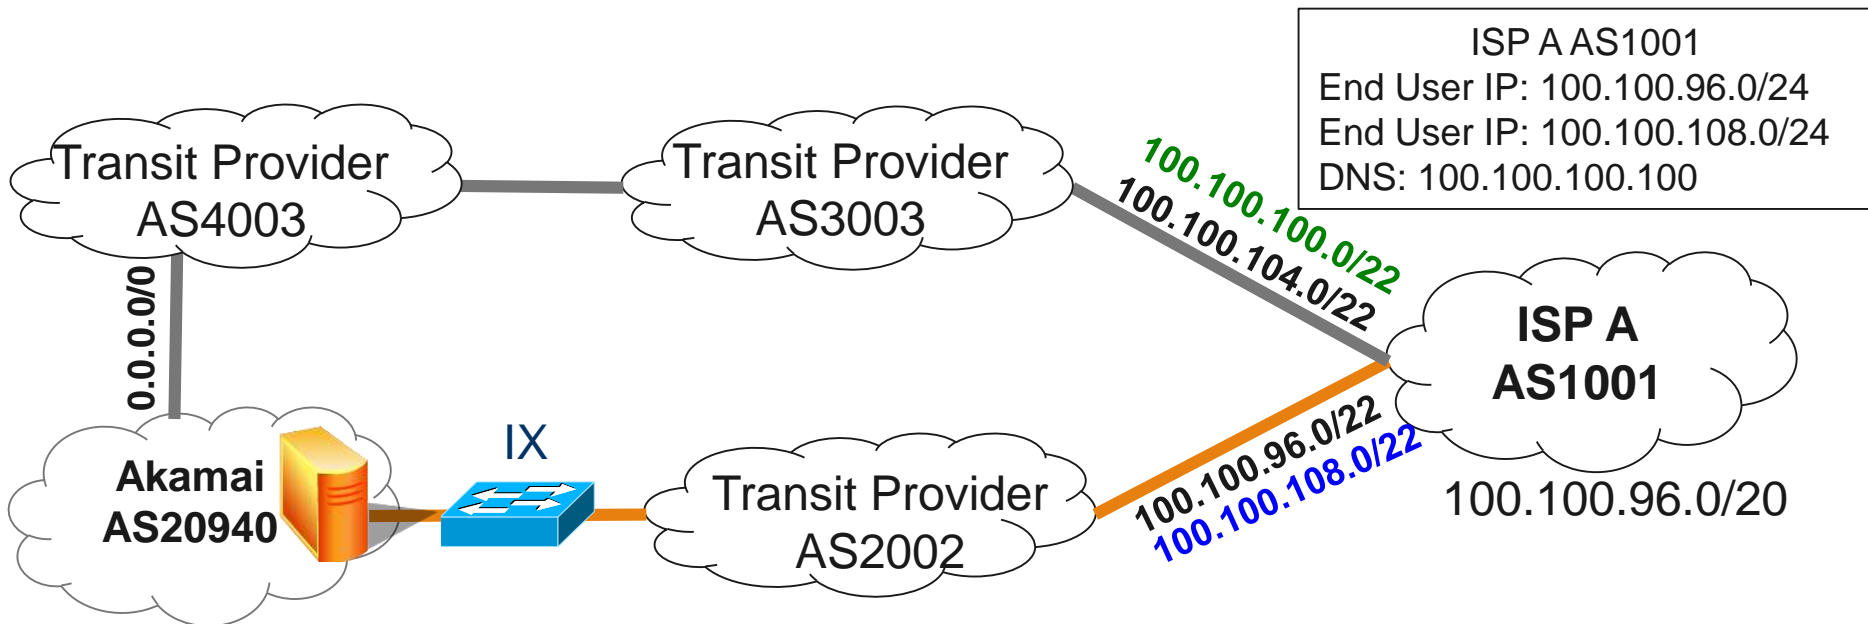 ISP A AS1001
End User IP: 100.100.96.0/24
End User IP: 100.100.108.0/24
DNS: 100.100.100.100
Transit Provider
AS4003
Transit Provider
AS3003
100.100.100.0/22
100.100.104.0/22
0.0.0.0/0
ISP A
AS1001
Akamai
AS20940
IX
Transit Provider
AS2002
100.100.96.0/22
100.100.108.0/22
100.100.96.0/20